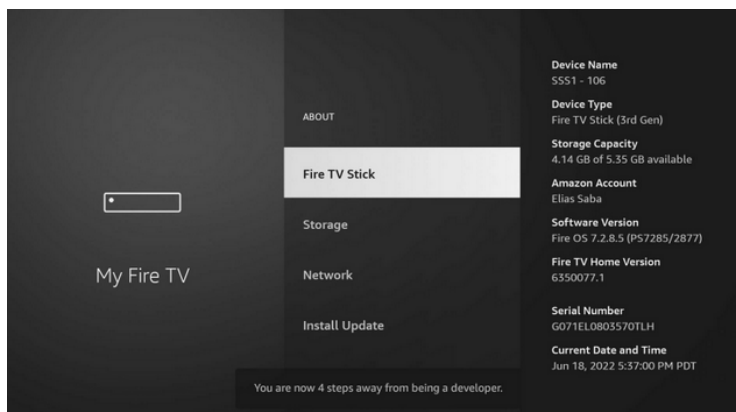 My Fire TV
ABOUT
Fire TV Stick
Storage
Network
Install Update
Device Name
SSS1 - 106
Device Type
Fire TV Stick (3rd Gen)
Storage Capacity
4.14 GB of 5.35 GB available
Amazon Account
Elias Saba
Software Version
Fire OS 7.2.8.5 (PS7285/2877)
Fire TV Home Version
6350077.1
Serial Number
G071EL0803570TLH
Current Date and Time
Jun 18, 2022 5:37:00 PM PDT
You are now 4 steps away from being a developer.